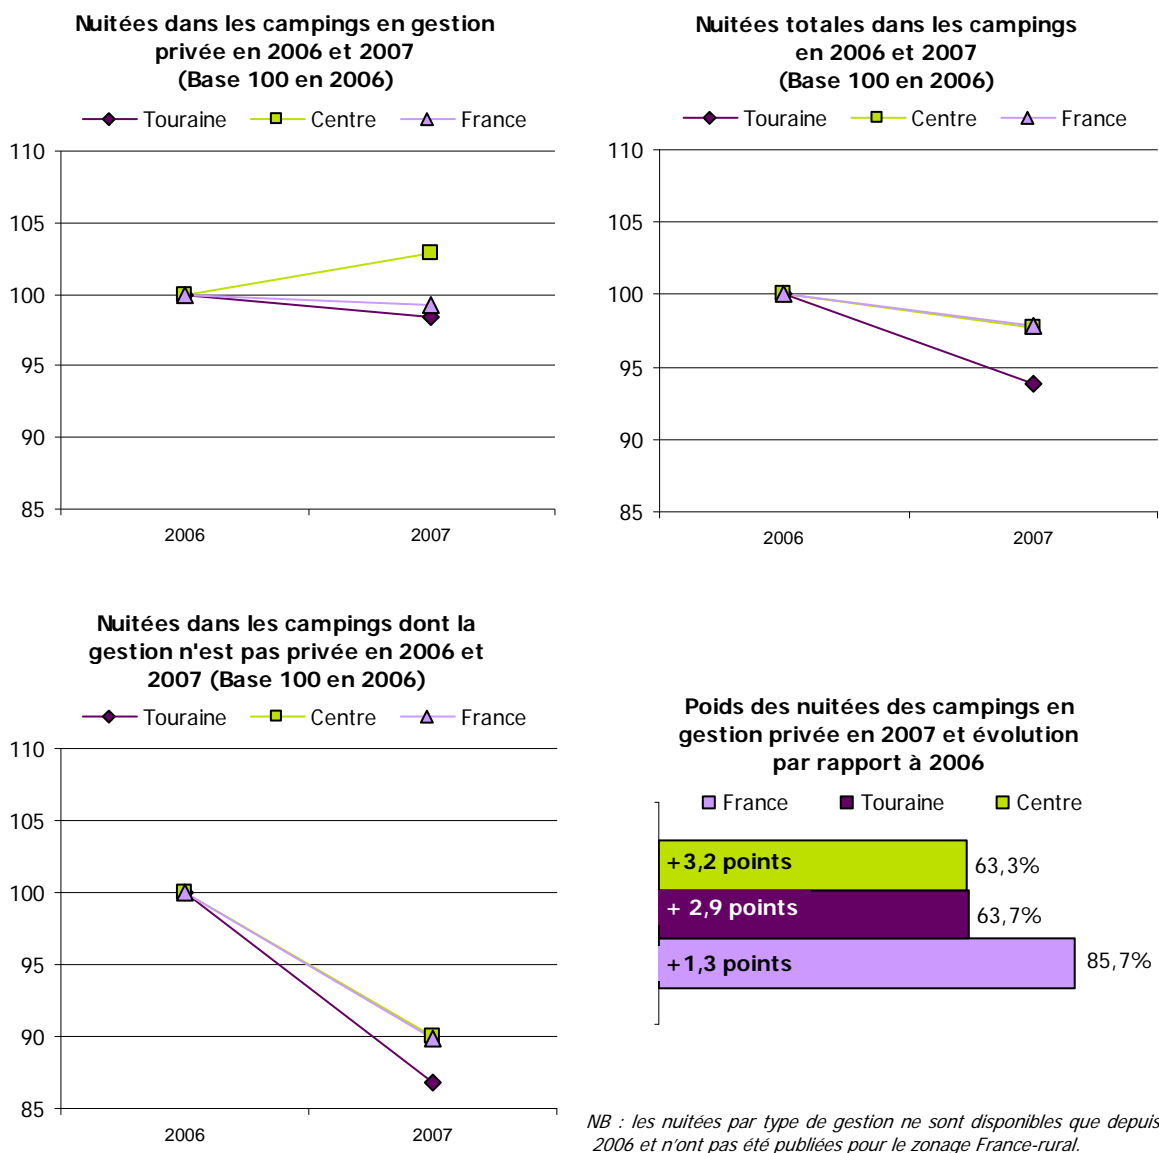 Nuitées dans les campings en gestion
privée en 2006 et 2007
(Base 100 en 2006)
Touraine Centre France
110
105
100
95
90
85
2006 2007
Nuitées totales dans les campings
en 2006 et 2007
(Base 100 en 2006)
Touraine Centre France
110
105
100
95
90
85
2006 2007
Nuitées dans les campings dont la
gestion n'est pas privée en 2006 et
2007 (Base 100 en 2006)
Touraine Centre France
110
105
100
95
90
85
2006 2007
Poids des nuitées des campings en
gestion privée en 2007 et évolution
par rapport à 2006
France Touraine Centre
+3,2 points 63,3%
+ 2,9 points 63,7%
+1,3 points 85,7%
NB : les nuitées par type de gestion ne sont disponibles que depuis
2006 et n'ont pas été publiées pour le zonage France-rural.